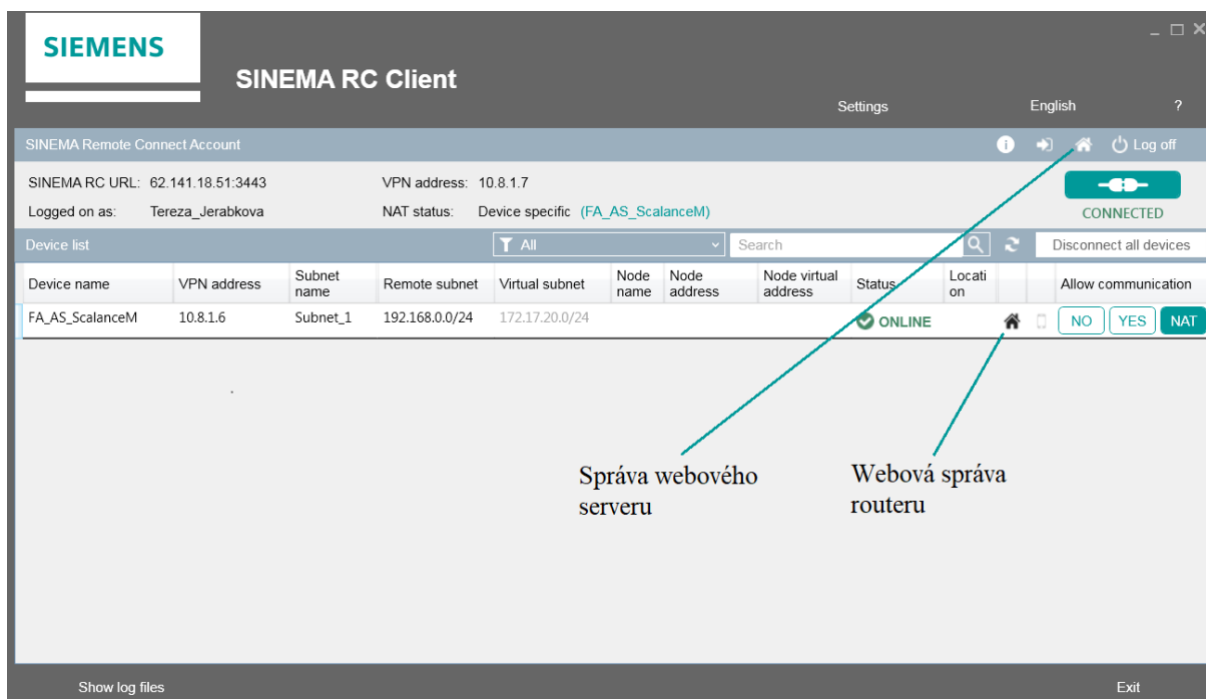 SIEMENS
SINEMA RC Client
Settings English ?
SINEMA Remote Connect Account Log off
SINEMA RC URL: 62.141.18.51:3443 VPN address: 10.8.1.7
Logged on as: Tereza_Jerabkova NAT status: Device specific (FA_AS_ScalanceM) CONNECTED
Device list All Search Disconnect all devices
Device name VPN address Subnet name Remote subnet Virtual subnet Node name Node address Node virtual address Status Locati on Allow communication
FA_AS_ScalanceM 10.8.1.6 Subnet_1 192.168.0.0/24 172.17.20.0/24 ONLINE NO YES NAT
Správa webového
serveru
Webová správa
routeru
Show log files Exit